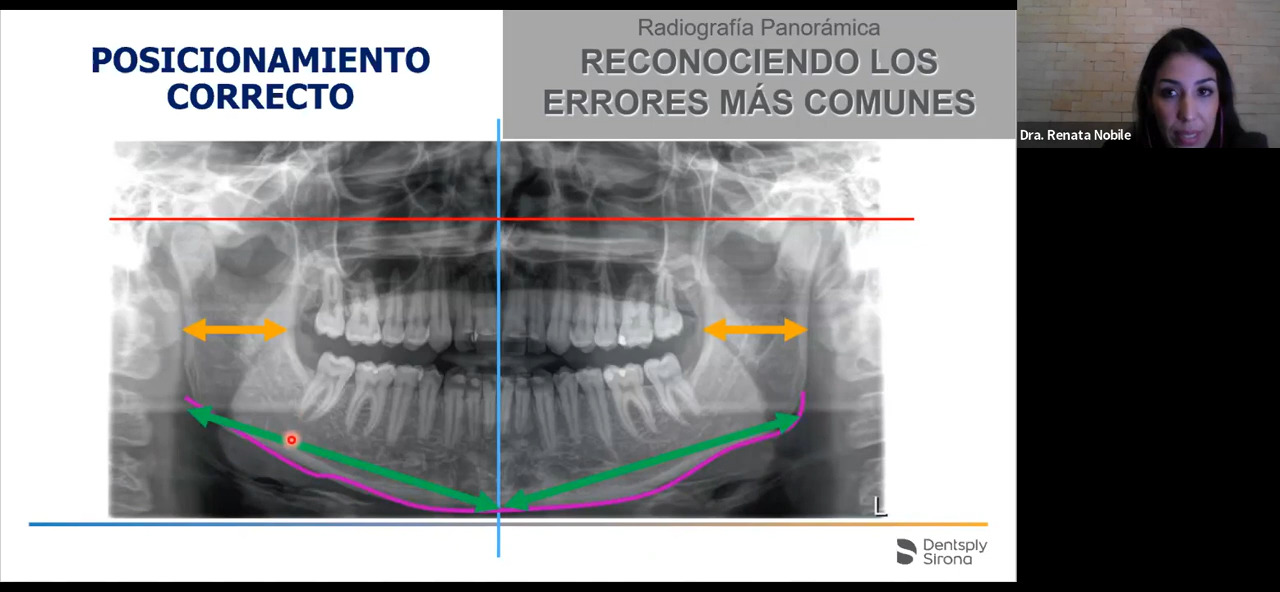 POSICIONAMIENTO
CORRECTO
Radiografía Panorámica
RECONOCIENDO LOS
ERRORES MÁS COMUNES
Dra. Renata Nobile
L
Dentsply
Sirona